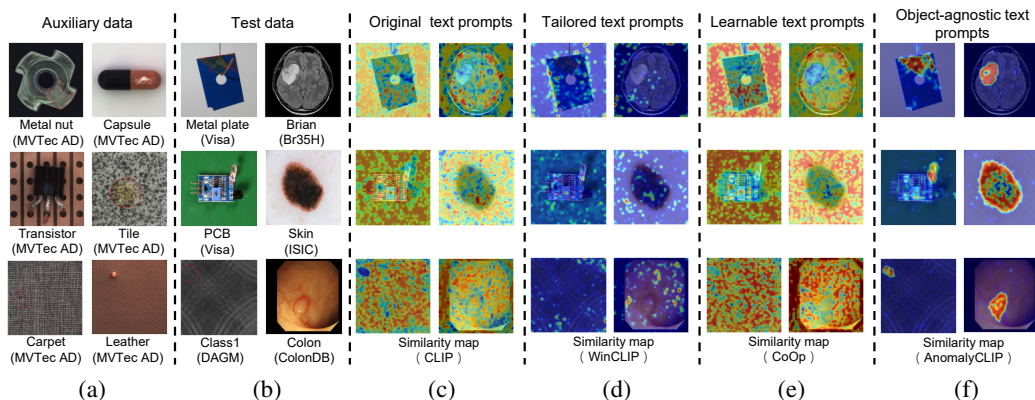 Auxiliary data
Test data
Original text prompts
Tailored text prompts
Learnable text prompts
Object-agnostic text
prompts
Metal nut
(MVTec AD)
Capsule
(MVTec AD)
Metal plate
(Visa)
Brian
(Br35H)
Transistor
(MVTec AD)
Tile
(MVTec AD)
PCB
(Visa)
Skin
(ISIC)
Carpet
(MVTec AD)
Leather
(MVTec AD)
Class1
(DAGM)
Colon
(ColonDB)
Similarity map
( CLIP )
Similarity map
( WinCLIP )
Similarity map
( CoOp )
Similarity map
( AnomalyCLIP )
(a)
(b)
(c)
(d)
(e)
(f)